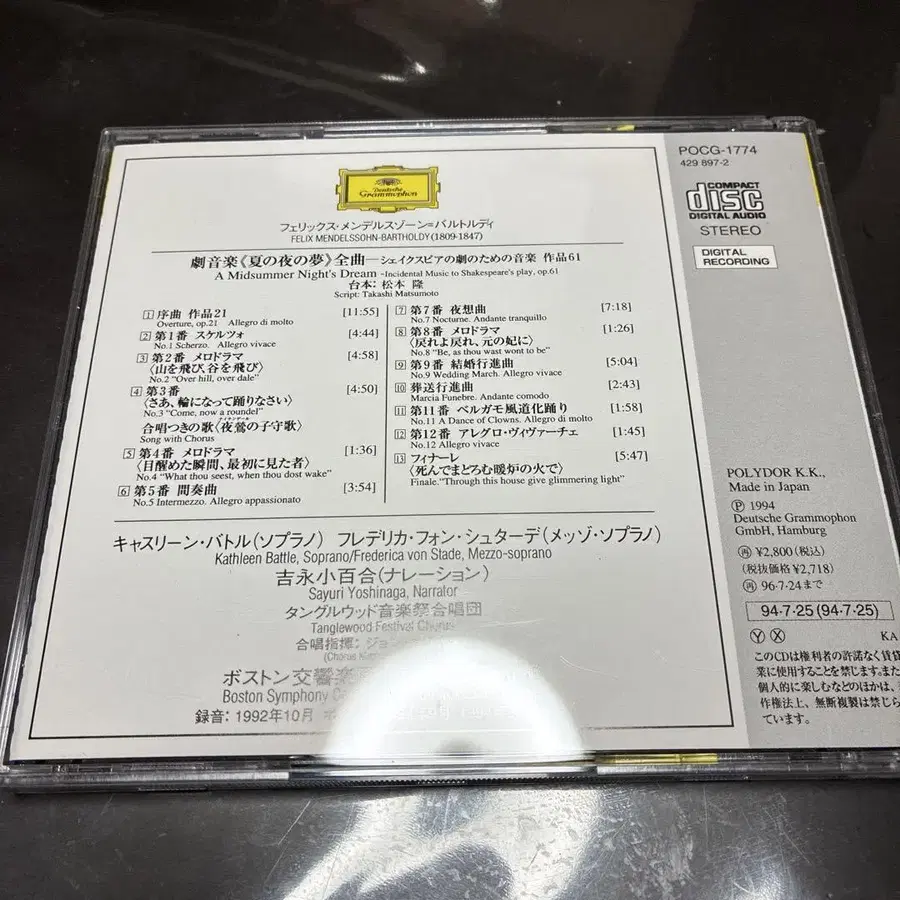 Deutsche
Grammophon
フェリックス・メンデルスゾーン=バルトルディ
FELIX MENDELSSOHN-BARTHOLDY (1809-1847)
劇音楽《夏の夜の夢》全曲—シェイクスピアの劇のための音楽 作品61
A Midsummer Night's Dream -Incidental Music to Shakespeare's play, op.61
台本: 松本 隆
Script: Takashi Matsumoto
1 序曲 作品21 [11:55]
Overture, op.21 Allegro di molto
2 第1番 スケルツォ [4:44]
No.1 Scherzo. Allegro vivace
3 第2番 メロドラマ [4:58]
〈山を飛び、谷を飛び〉
No.2 "Over hill, over dale"
4 第3番 [4:50]
〈さあ、輪になって踊りなさい〉
No.3 "Come, now a roundel"
合唱つきの歌〈夜鶯の子守歌〉
Song with Chorus
5 第4番 メロドラマ [1:36]
〈目醒めた瞬間、最初に見た者〉
No.4 "What thou seest, when thou dost wake"
6 第5番 間奏曲 [3:54]
No.5 Intermezzo. Allegro appassionato
7 第7番 夜想曲 [7:18]
No.7 Nocturne. Andante tranquillo
8 第8番 メロドラマ [1:26]
〈戻れよ戻れ、元の妃に〉
No.8 "Be, as thou wast wont to be"
9 第9番 結婚行進曲 [5:04]
No.9 Wedding March. Allegro vivace
10 葬送行進曲 [2:43]
Marcia Funebre. Andante comodo
11 第11番 ベルガモ風道化踊り [1:58]
No.11 A Dance of Clowns. Allegro di molto
12 第12番 アレグロ・ヴィヴァーチェ [1:45]
No.12 Allegro vivace
13 フィナーレ [5:47]
〈死んでまどろむ暖炉の火で〉
Finale. "Through this house give glimmering light"
キャスリーン・バトル(ソプラノ) フレデリカ・フォン・シュターデ(メッゾ・ソプラノ)
Kathleen Battle, Soprano/Frederica von Stade, Mezzo-soprano
吉永小百合(ナレーション)
Sayuri Yoshinaga, Narrator
タングルウッド音楽祭合唱団
Tanglewood Festival Chorus
合唱指揮: ジョ
(Chorus
ボストン交響楽
Boston Symphony
録音: 1992年10月
POCG-1774
429 897-2
COMPACT
disc
DIGITAL AUDIO
STEREO
DIGITAL
RECORDING
POLYDOR K.K.,
Made in Japan
Ⓟ 1994
Deutsche Grammophon
GmbH, Hamburg
㊢ ¥2,800(税込)
(税抜価格 ¥2,718)
㊢ 96・7・24まで
94・7・25 (94・7・25)
Ⓨ Ⓧ KA
このCDは権利者の許諾なく賃貸
業に使用することを禁じます。また
個人的に楽しむなどのほかは、
作権法上、無断複製は禁じら
ています。